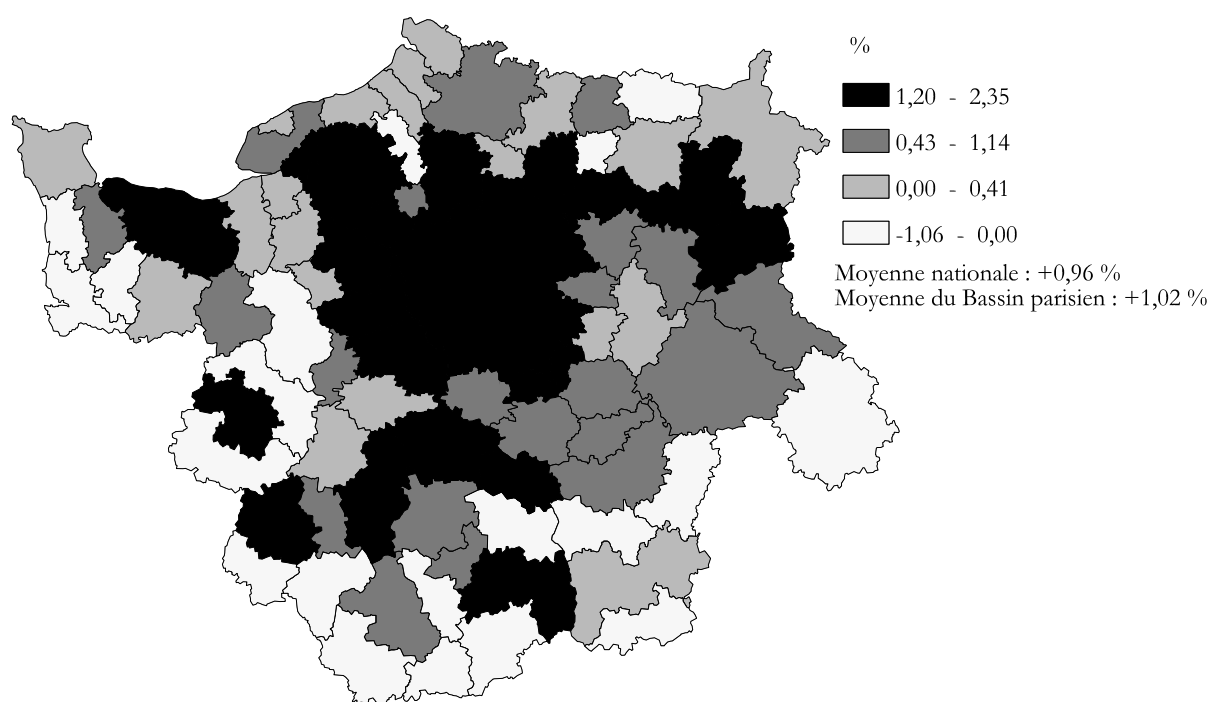 %
1,20 - 2,35
0,43 - 1,14
0,00 - 0,41
-1,06 - 0,00
Moyenne nationale : +0,96 %
Moyenne du Bassin parisien : +1,02 %